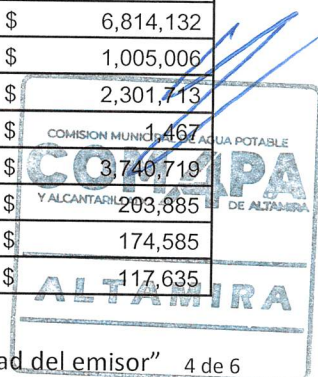 $ 6,814,132
$ 1,005,006
$ 2,301,713
$ 1,467
COMISION MUNICIPAL DE AGUA POTABLE
$ 3,740,719
COMAPA
Y ALCANTARILLADO DE ALTAMIRA
$ 203,885
$ 174,585
$ 117,635
ALTAMIRA
ad del emisor” 4 de 6